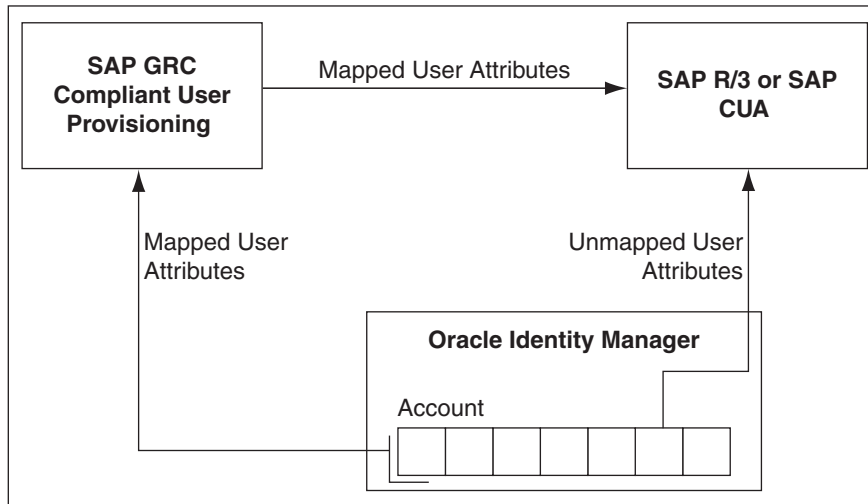 SAP GRC
Compliant User
Provisioning
Mapped User Attributes
SAP R/3 or SAP
CUA
Mapped User
Attributes
Unmapped User
Attributes
Oracle Identity Manager
Account